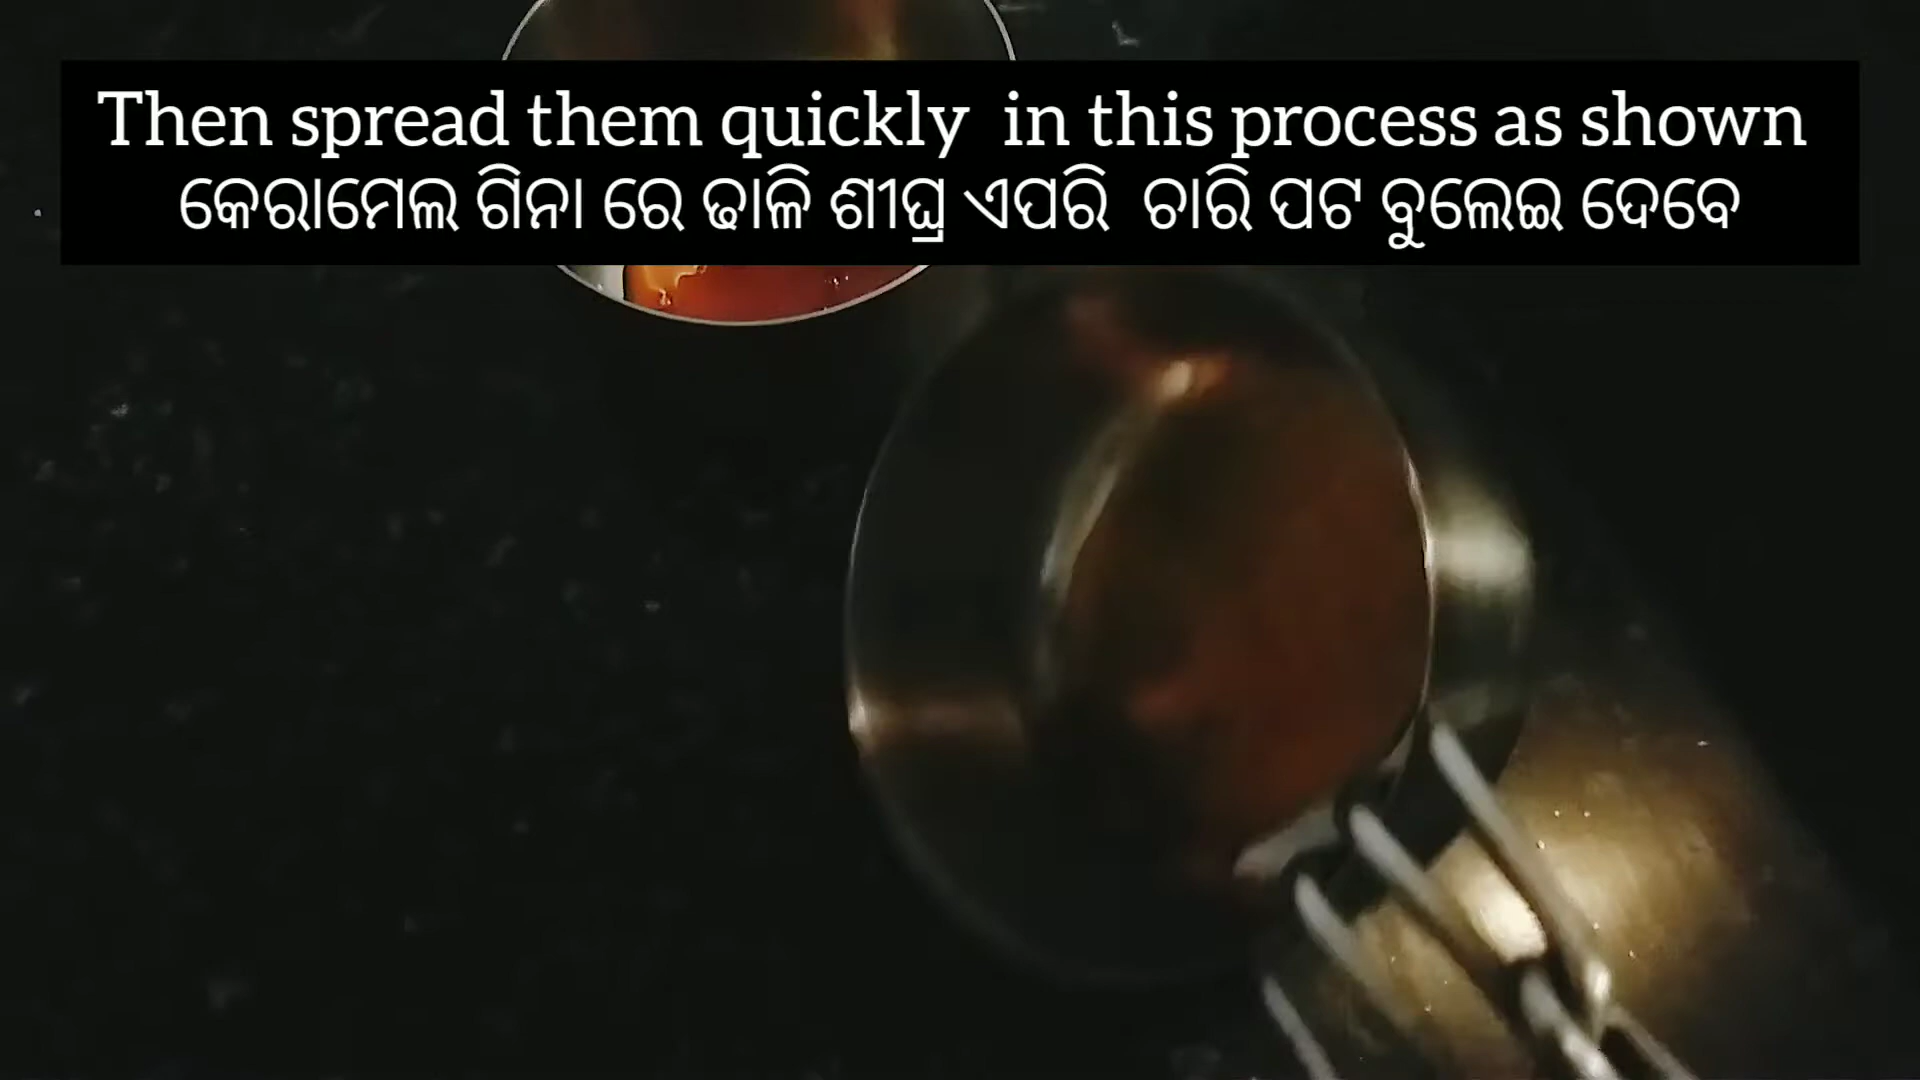 Then spread them quickly in this process as shown
କେରାମେଲ ଗିନା ରେ ଢାଳି ଶୀଘ୍ର ଏପରି ଚାରି ପଟ ବୁଲେଇ ଦେବେ